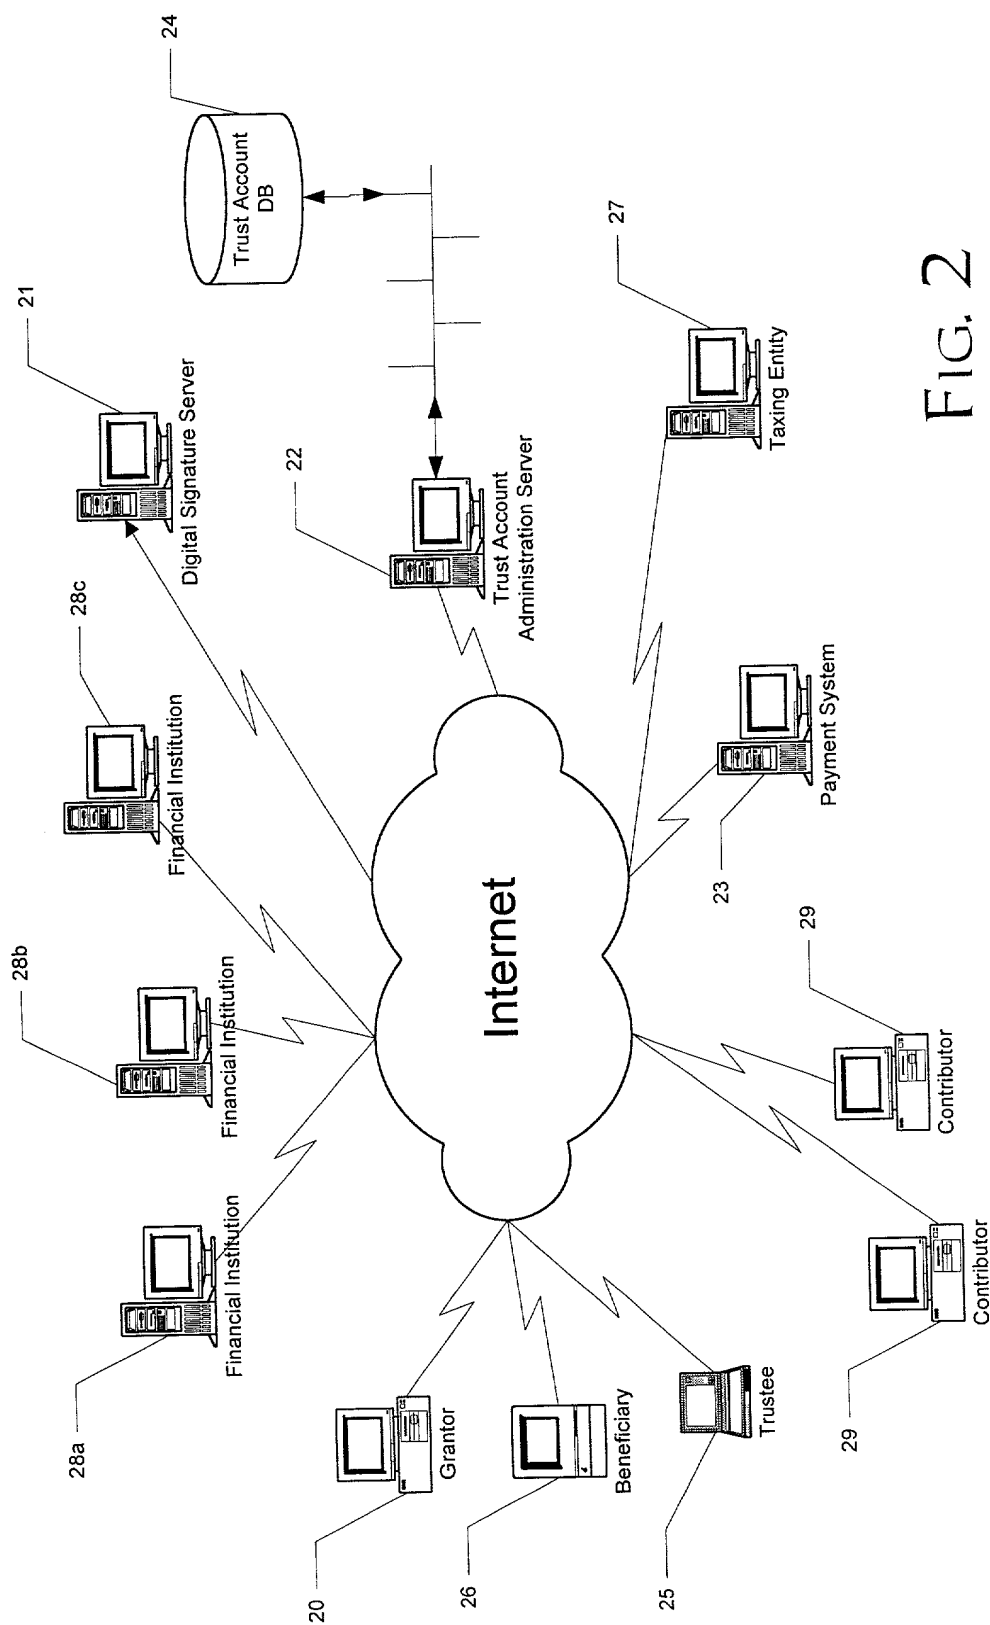 28a
Financial Institution
28b
Financial Institution
28c
Financial Institution
21
Digital Signature Server
24
Trust Account
DB
22
Trust Account
Administration Server
Internet
20
Grantor
26
Beneficiary
25
Trustee
29
Contributor
29
Contributor
23
Payment System
27
Taxing Entity
FIG. 2